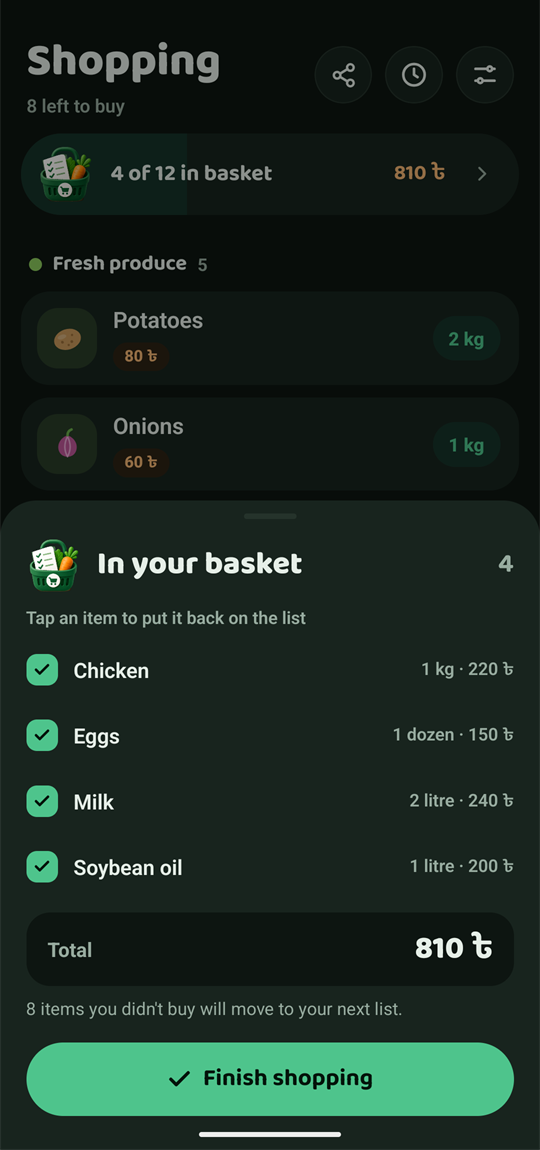 Shopping
8 left to buy
4 of 12 in basket 810 ৳
Fresh produce 5
Potatoes
80 ৳
2 kg
Onions
60 ৳
1 kg
In your basket 4
Tap an item to put it back on the list
Chicken 1 kg · 220 ৳
Eggs 1 dozen · 150 ৳
Milk 2 litre · 240 ৳
Soybean oil 1 litre · 200 ৳
Total 810 ৳
8 items you didn't buy will move to your next list.
Finish shopping